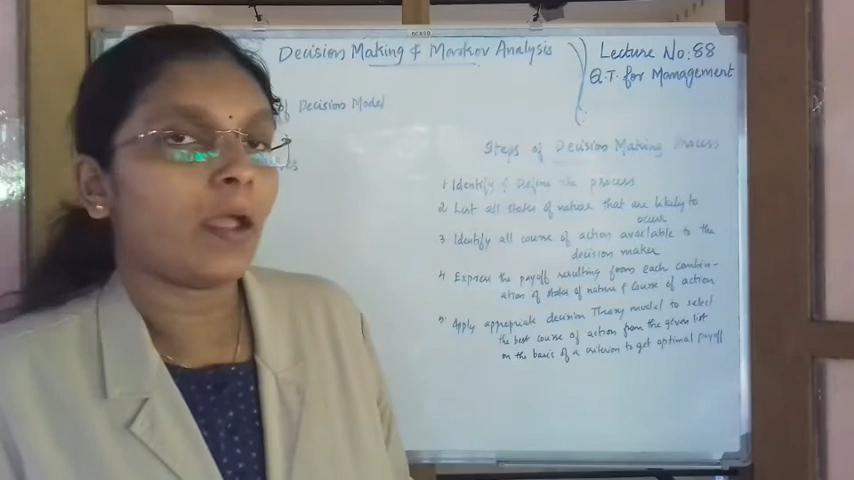 Decision Making & Markov Analysis
Lecture No: 88
Q.T. for Management
of Decision Model
Steps of Decision Making Process
1 Identify & Define the process
2 List all states of nature that are likely to
occur
3 Identify all course of action available to the
decision maker
4 Express the payoff resulting from each combin-
ation of states of nature & course of action
5. Apply appropriate decision Theory model to select
the best course of action from the given list
on the basis of a criterion to get optimal payoff